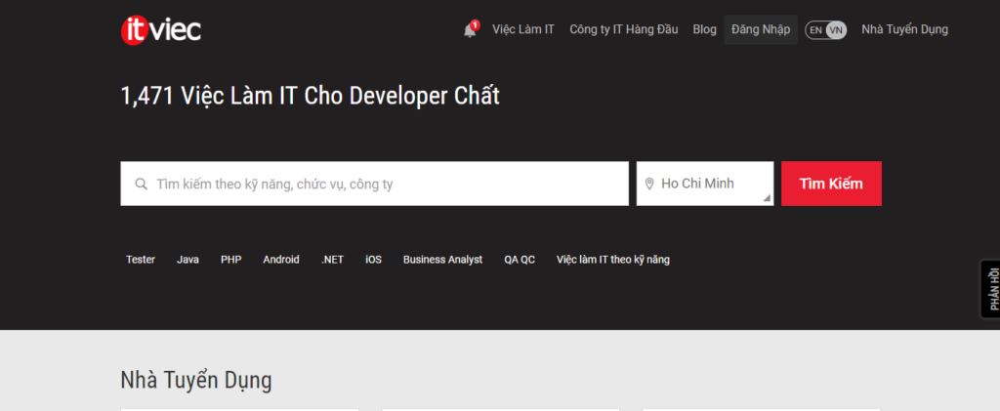 itviec
1 Việc Làm IT Công ty IT Hàng Đầu Blog Đăng Nhập EN VN Nhà Tuyển Dụng
1,471 Việc Làm IT Cho Developer Chất
Tìm kiếm theo kỹ năng, chức vụ, công ty Ho Chi Minh Tìm Kiếm
Tester Java PHP Android .NET iOS Business Analyst QA QC Việc làm IT theo kỹ năng
PHẢN HỒI
Nhà Tuyển Dụng